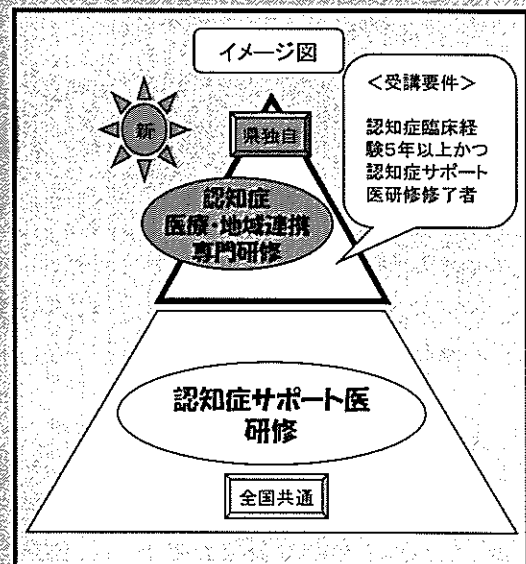 イメージ図
新
県独自
<受講要件>
認知症臨床経
験5年以上かつ
認知症サポート
医研修修了者
認知症
医療・地域連携
専門研修
認知症サポート医
研修
全国共通